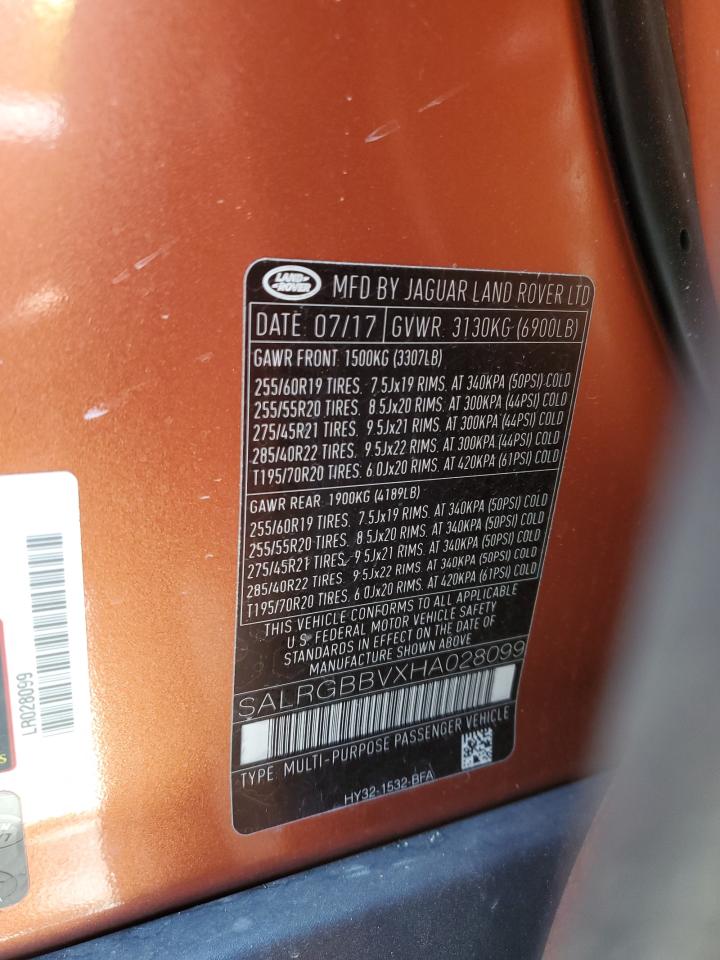 LAND ROVER MFD BY JAGUAR LAND ROVER LTD
DATE: 07/17 GVWR 3130KG (6900LB)
GAWR FRONT 1500KG (3307LB)
255/60R19 TIRES. 7.5Jx19 RIMS. AT 340KPA (50PSI) COLD
255/55R20 TIRES. 8.5Jx20 RIMS. AT 300KPA (44PSI) COLD
275/45R21 TIRES. 9.5Jx21 RIMS. AT 300KPA (44PSI) COLD
285/40R22 TIRES. 9.5Jx22 RIMS. AT 300KPA (44PSI) COLD
T195/70R20 TIRES. 6.0Jx20 RIMS. AT 420KPA (61PSI) COLD
GAWR REAR 1900KG (4189LB)
255/60R19 TIRES. 7.5Jx19 RIMS. AT 340KPA (50PSI) COLD
255/55R20 TIRES. 8.5Jx20 RIMS. AT 340KPA (50PSI) COLD
275/45R21 TIRES. 9.5Jx21 RIMS. AT 340KPA (50PSI) COLD
285/40R22 TIRES. 9.5Jx22 RIMS. AT 340KPA (50PSI) COLD
T195/70R20 TIRES. 6.0Jx20 RIMS. AT 420KPA (61PSI) COLD
THIS VEHICLE CONFORMS TO ALL APPLICABLE
U.S. FEDERAL MOTOR VEHICLE SAFETY
STANDARDS IN EFFECT ON THE DATE OF
MANUFACTURE SHOWN ABOVE
SALRGBBVXHA028099
TYPE: MULTI-PURPOSE PASSENGER VEHICLE
HY32-1532-BFA
LR028099